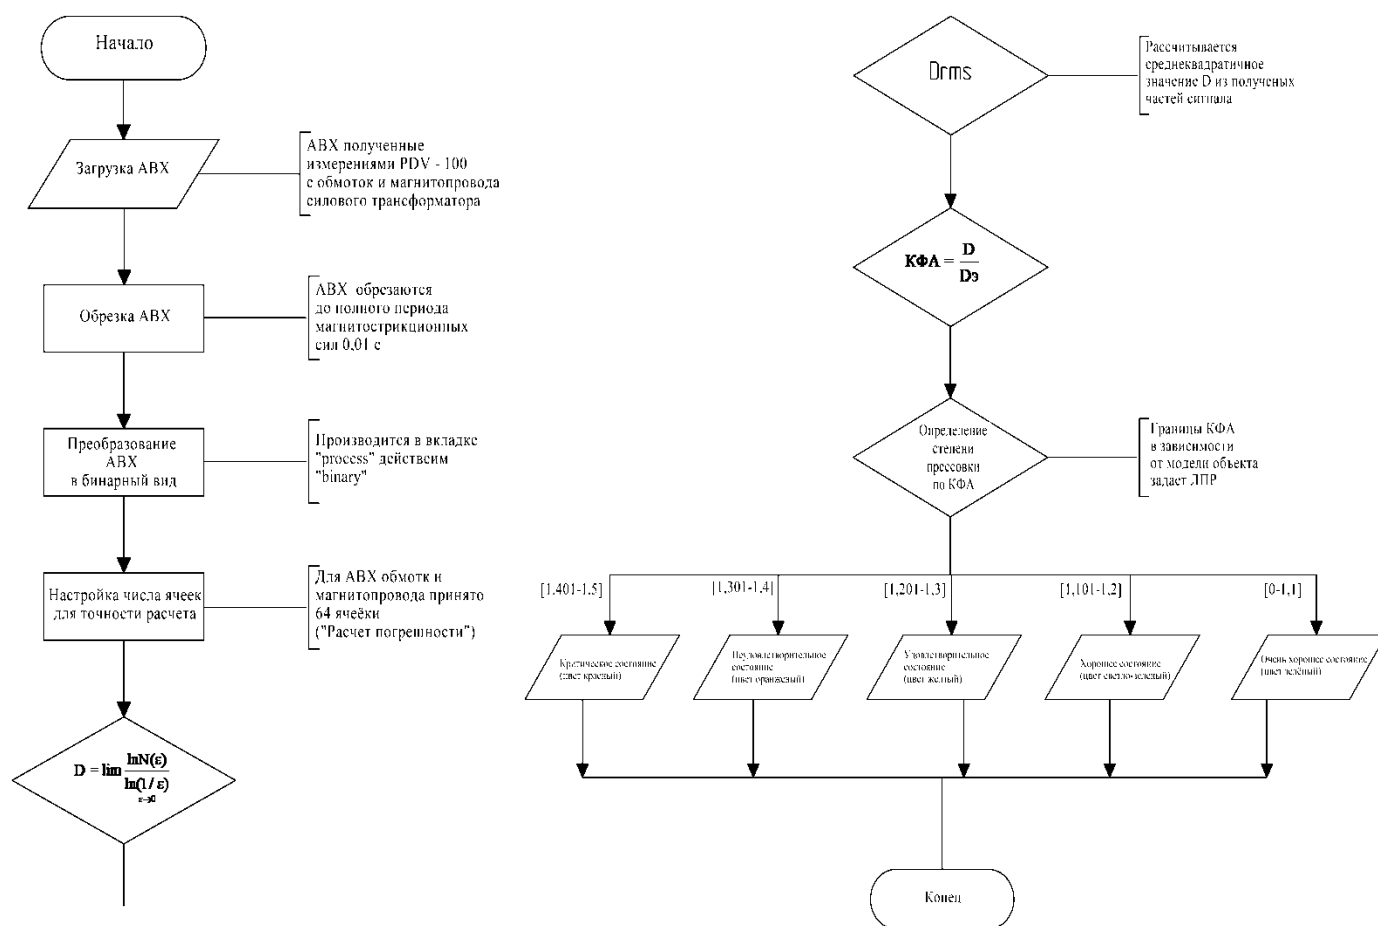 Начало
Загрузка АВХ
АВХ полученные
измерениями PDV - 100
с обмоток и магнитопровода
силового трансформатора
Обрезка АВХ
АВХ обрезаются
до полного периода
магнитострикционных
сил 0,01 с
Преобразование
АВХ
в бинарный вид
Производится в вкладке
"process" действеим
"binary"
Настройка числа ячеек
для точности расчета
Для АВХ обмотк и
магнитопровода принято
64 ячейки
("Расчет погрешности")
D = lim lnN(ε)
ln(1/ ε)
ε→0
Drms
Рассчитывается
среднеквадратичное
значение D из полученых
частей сигнала
КФА = D
Dэ
Определение
степени
прессовки
по КФА
Границы КФА
в зависимости
от модели объекта
задает ЛПР
[1,401-1,5]
[1,301-1,4]
[1,201-1,3]
[1,101-1,2]
[0-1,1]
Критическое состояние
(цвет красный)
Неудовлетворительное
состояние
(цвет оранжевый)
Удовлетворительное
состояние
(цвет желтый)
Хорошее состояние
(цвет светло-зеленый)
Очень хорошее состояние
(цвет зелёный)
Конец